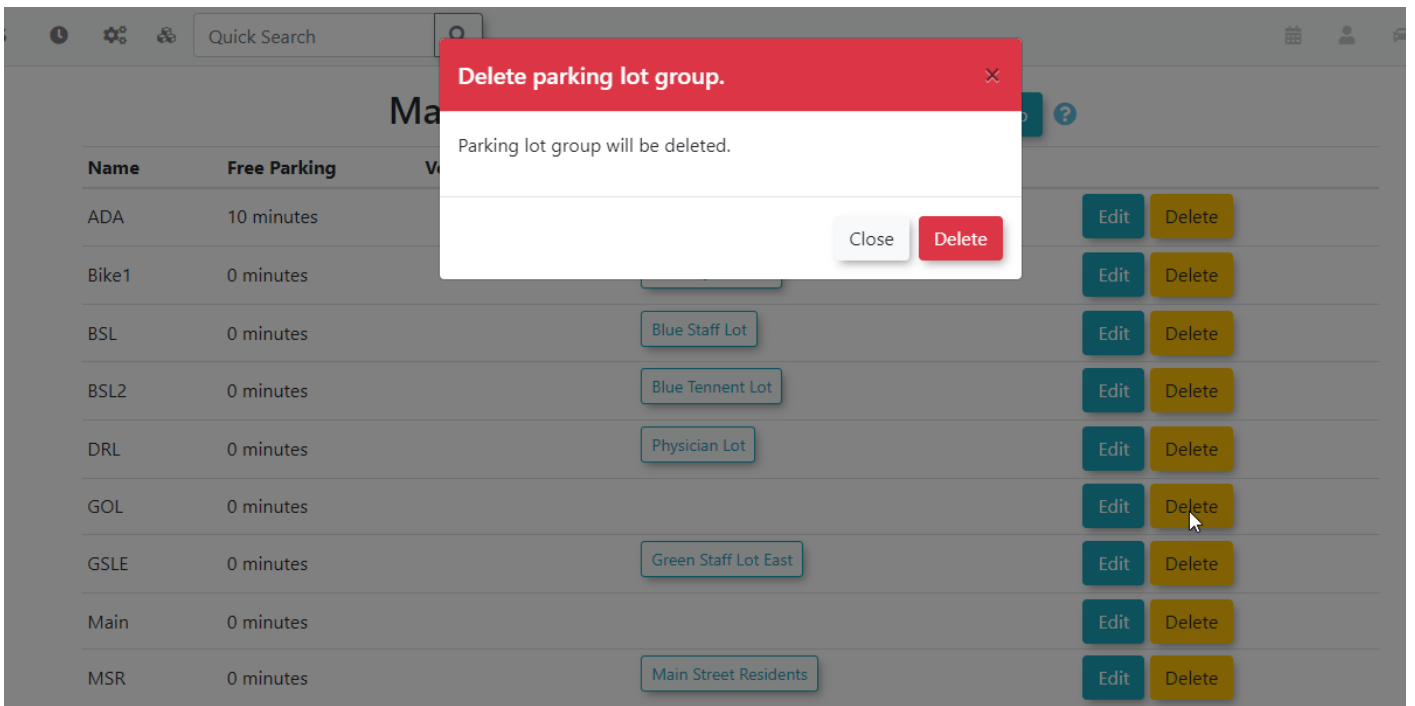 Quick Search
Delete parking lot group. ×
Ma
Parking lot group will be deleted.
Name Free Parking
Close Delete
ADA 10 minutes Edit Delete
Bike1 0 minutes Edit Delete
BSL 0 minutes Blue Staff Lot Edit Delete
BSL2 0 minutes Blue Tennent Lot Edit Delete
DRL 0 minutes Physician Lot Edit Delete
GOL 0 minutes Edit Delete
GSLE 0 minutes Green Staff Lot East Edit Delete
Main 0 minutes Edit Delete
MSR 0 minutes Main Street Residents Edit Delete